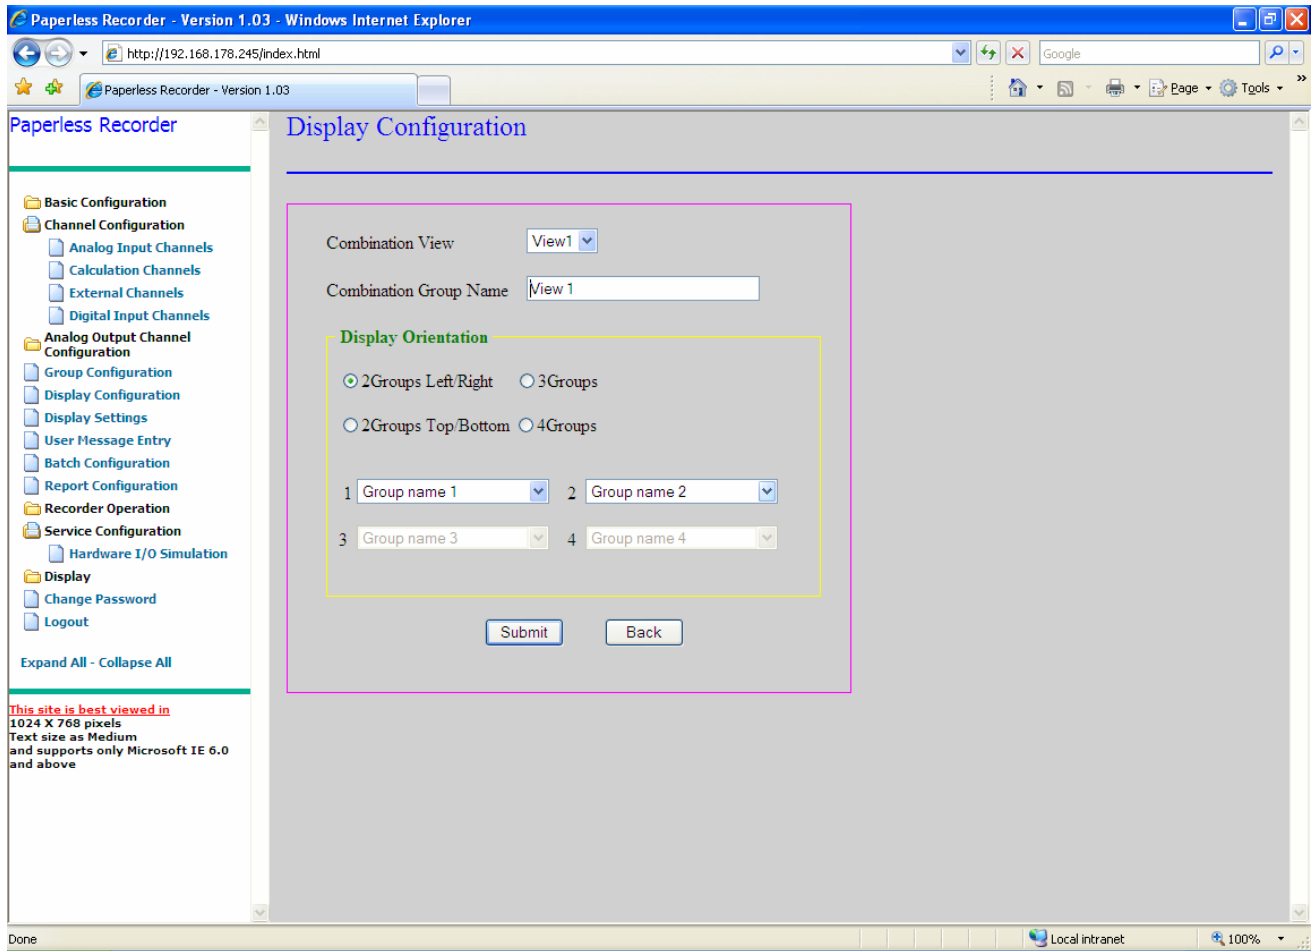 Paperless Recorder - Version 1.03 - Windows Internet Explorer
http://192.168.178.245/index.html
Google
Paperless Recorder - Version 1.03
Page
Tools
»
Paperless Recorder
Basic Configuration
Channel Configuration
Analog Input Channels
Calculation Channels
External Channels
Digital Input Channels
Analog Output Channel
Configuration
Group Configuration
Display Configuration
Display Settings
User Message Entry
Batch Configuration
Report Configuration
Recorder Operation
Service Configuration
Hardware I/O Simulation
Display
Change Password
Logout
Expand All - Collapse All
This site is best viewed in
1024 X 768 pixels
Text size as Medium
and supports only Microsoft IE 6.0
and above
Display Configuration
Combination View View1
Combination Group Name View 1
Display Orientation
2Groups Left/Right 3Groups
2Groups Top/Bottom 4Groups
1 Group name 1 2 Group name 2
3 Group name 3 4 Group name 4
Submit Back
Done
Local intranet
100%